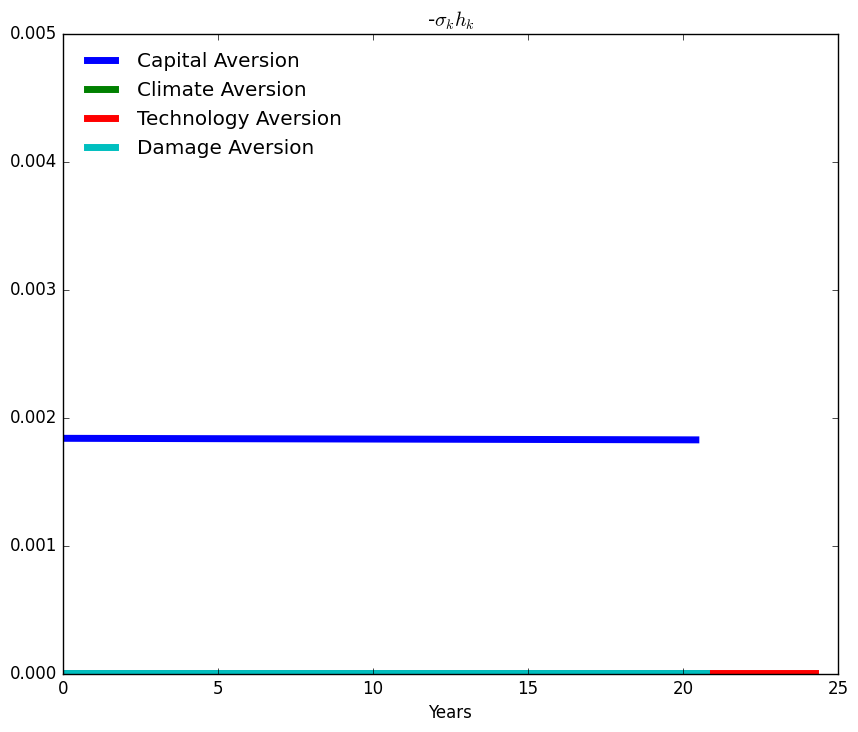 -σₖhₖ
0.005
Capital Aversion
Climate Aversion
Technology Aversion
Damage Aversion
0.004
0.003
0.002
0.001
0.000
0 5 10 15 20 25
Years